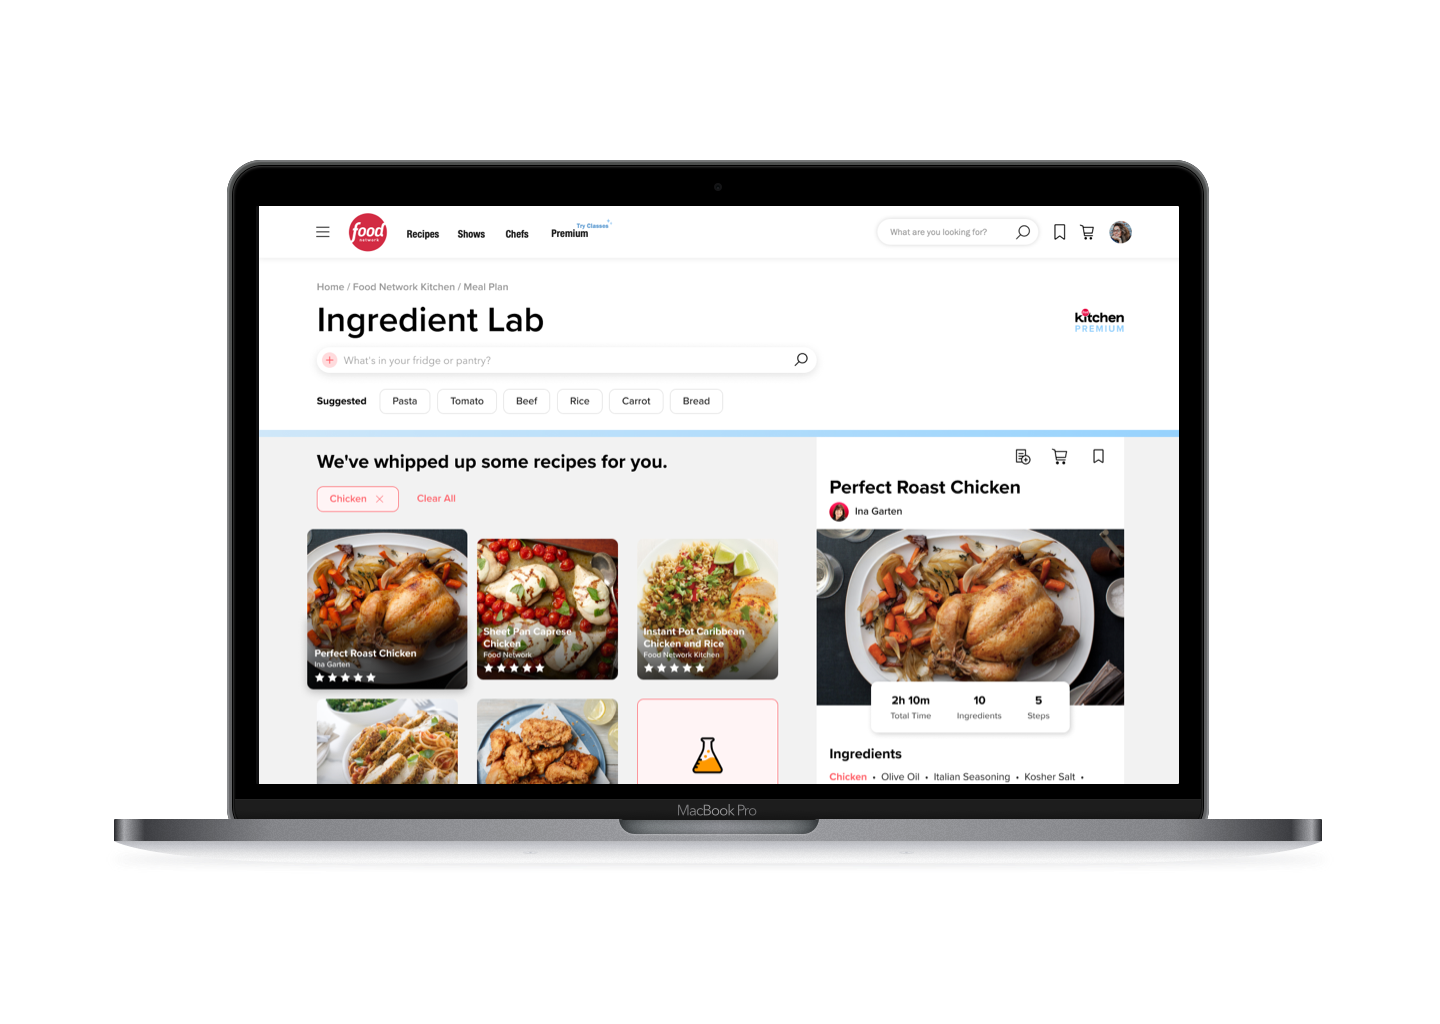 food
network
Recipes
Shows
Chefs
Try Classes
Premium
What are you looking for?
Home / Food Network Kitchen / Meal Plan
Ingredient Lab
kitchen
PREMIUM
What's in your fridge or pantry?
Suggested
Pasta
Tomato
Beef
Rice
Carrot
Bread
We've whipped up some recipes for you.
Chicken
Clear All
Perfect Roast Chicken
Ina Garten
Sheet Pan Caprese
Chicken
Food Network
Instant Pot Caribbean
Chicken and Rice
Food Network Kitchen
Perfect Roast Chicken
Ina Garten
2h 10m
Total Time
10
Ingredients
5
Steps
Ingredients
Chicken • Olive Oil • Italian Seasoning • Kosher Salt •
MacBook Pro